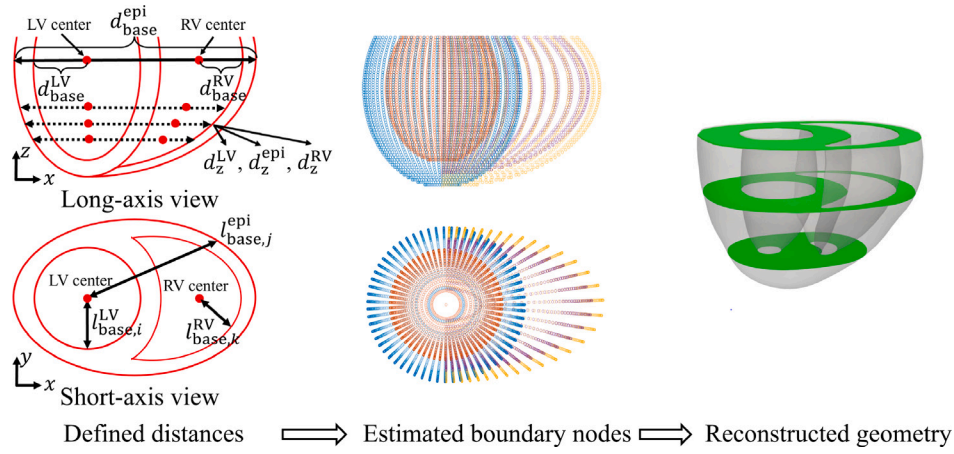 d_base^epi
LV center
RV center
d_base^LV
d_base^RV
d_z^LV, d_z^epi, d_z^RV
z
x
Long-axis view
l_base,j^epi
LV center
RV center
l_base,i^LV
l_base,k^RV
y
x
Short-axis view
Defined distances
Estimated boundary nodes
Reconstructed geometry